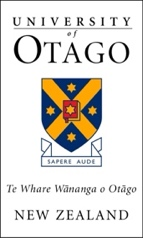 UNIVERSITY
of
OTAGO
SAPERE AUDE
Te Whare Wānanga o Otāgo
NEW ZEALAND